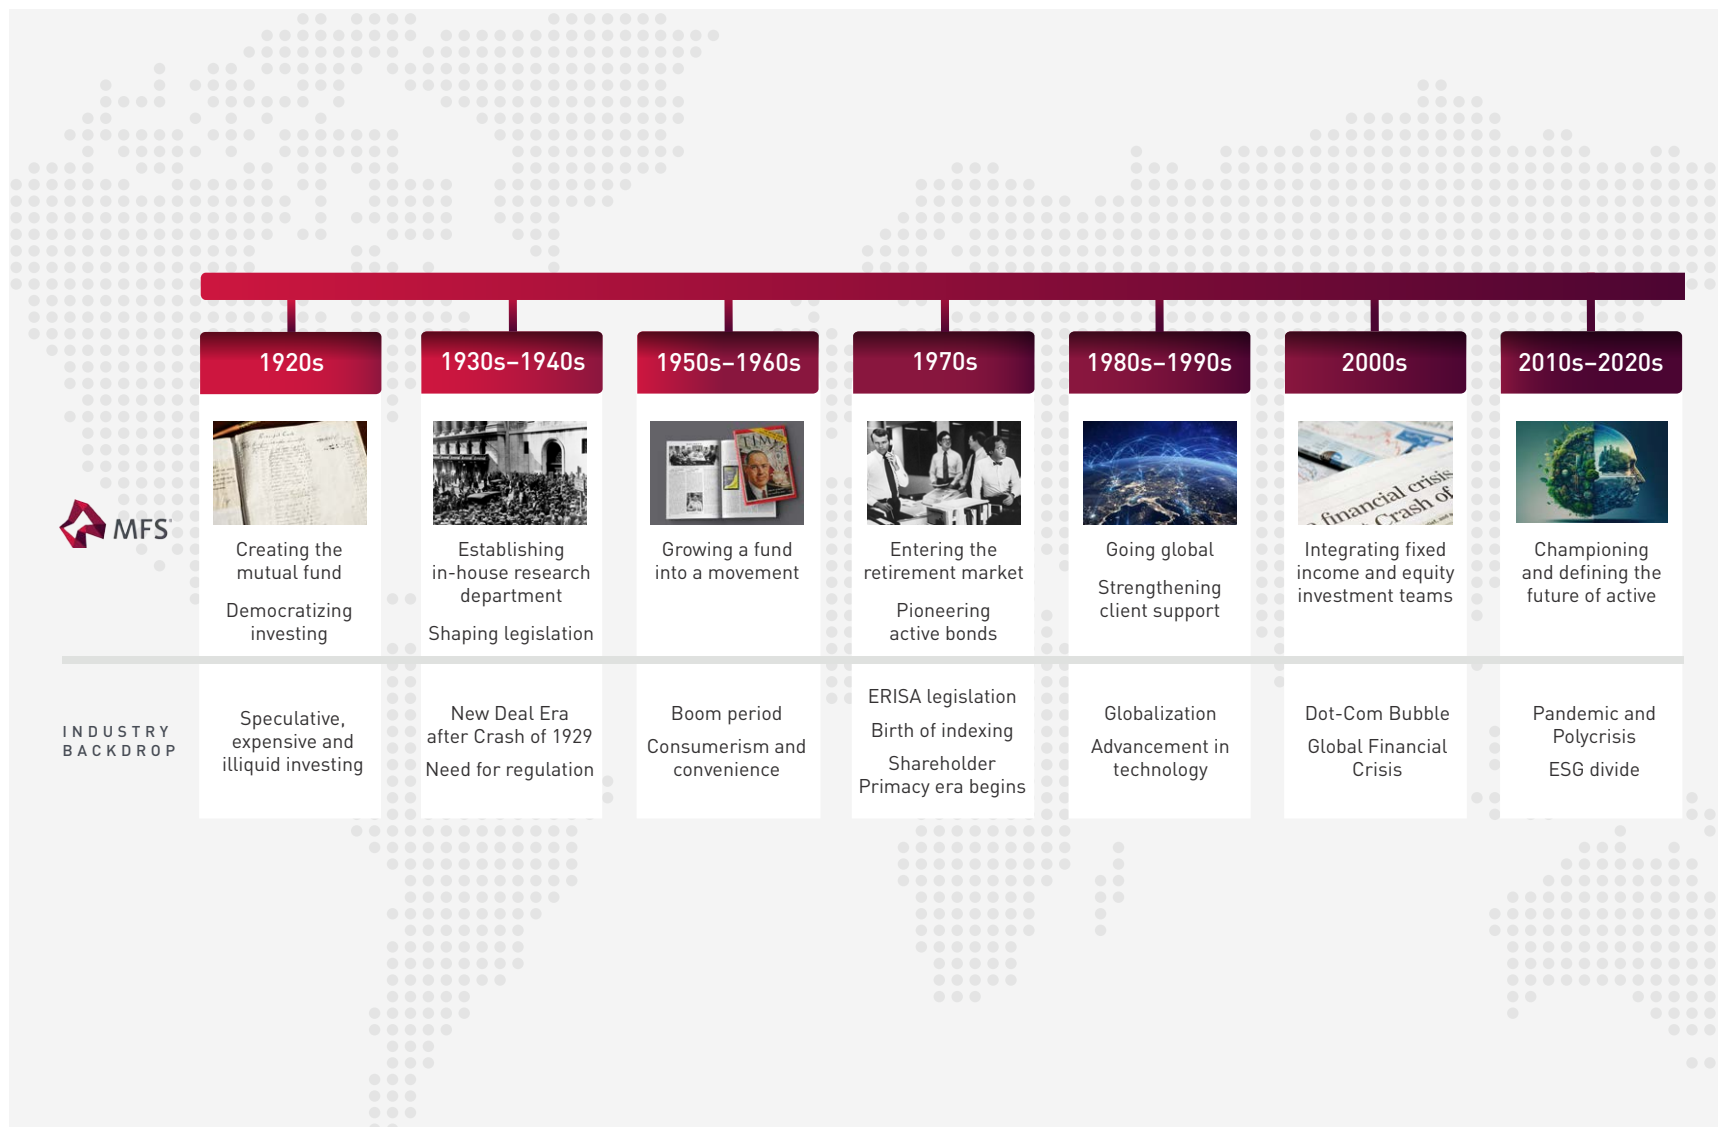 1920s
1930s–1940s
1950s–1960s
1970s
1980s–1990s
2000s
2010s–2020s
TIME
financial crisis
Crash of
MFS
Creating the
mutual fund
Democratizing
investing
Establishing
in-house research
department
Shaping legislation
Growing a fund
into a movement
Entering the
retirement market
Pioneering
active bonds
Going global
Strengthening
client support
Integrating fixed
income and equity
investment teams
Championing
and defining the
future of active
INDUSTRY
BACKDROP
Speculative,
expensive and
illiquid investing
New Deal Era
after Crash of 1929
Need for regulation
Boom period
Consumerism and
convenience
ERISA legislation
Birth of indexing
Shareholder
Primacy era begins
Globalization
Advancement in
technology
Dot-Com Bubble
Global Financial
Crisis
Pandemic and
Polycrisis
ESG divide